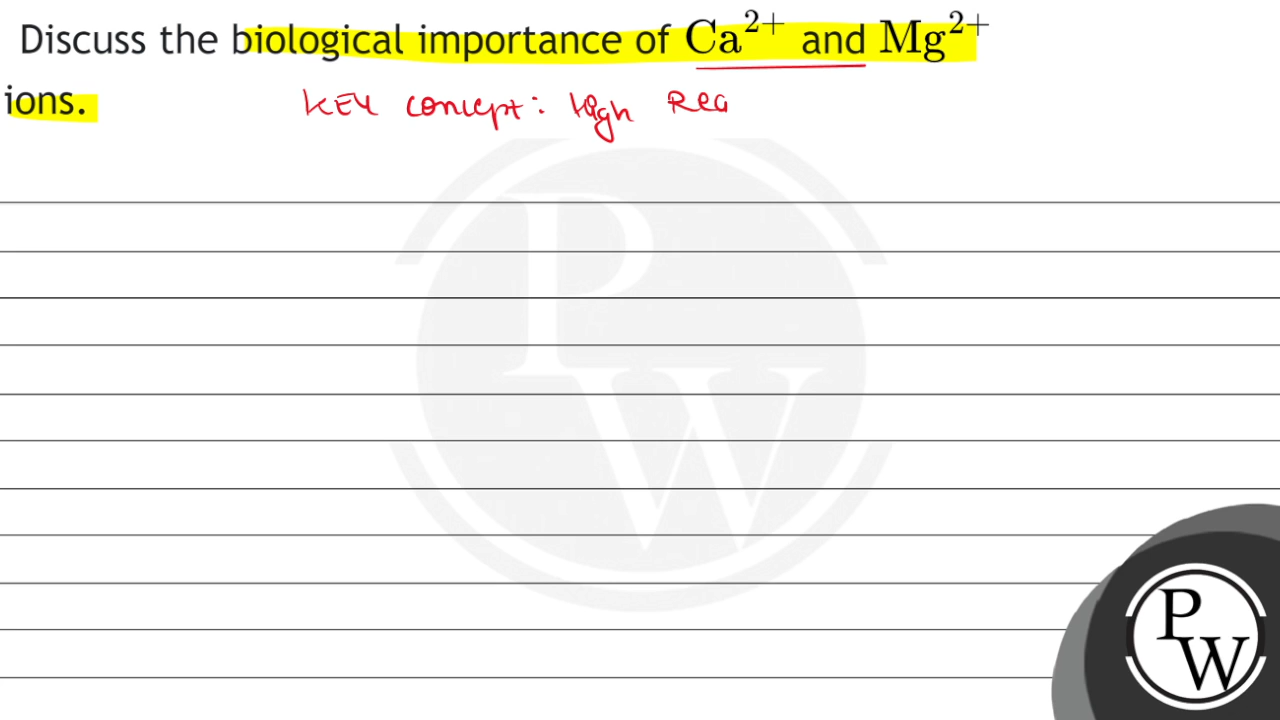 Discuss the biological importance of Ca²⁺ and Mg²⁺
ions.
KEY concept: High Rea
P
W
P
W